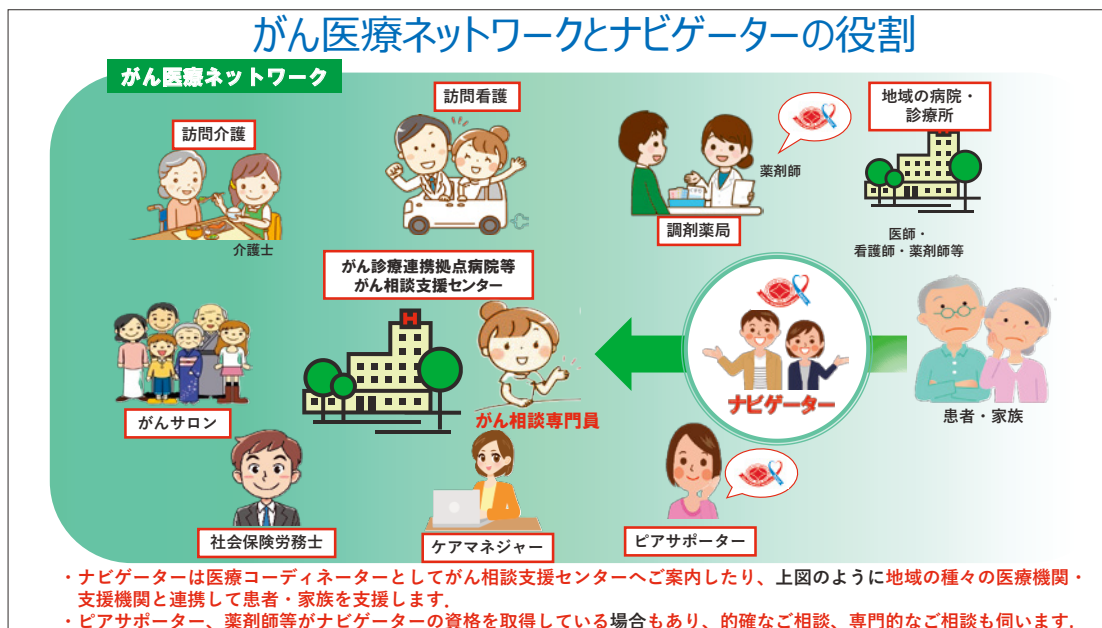 がん医療ネットワークとナビゲーターの役割
がん医療ネットワーク
訪問介護
訪問看護
地域の病院・
診療所
薬剤師
調剤薬局
介護士
医師・
看護師・薬剤師等
がん診療連携拠点病院等
がん相談支援センター
H
がんサロン
がん相談専門員
ナビゲーター
患者・家族
社会保険労務士
ケアマネジャー
ピアサポーター
・ナビゲーターは医療コーディネーターとしてがん相談支援センターへご案内したり、上図のように地域の種々の医療機関・
支援機関と連携して患者・家族を支援します.
・ピアサポーター、薬剤師等がナビゲーターの資格を取得している場合もあり、的確なご相談、専門的なご相談も伺います.